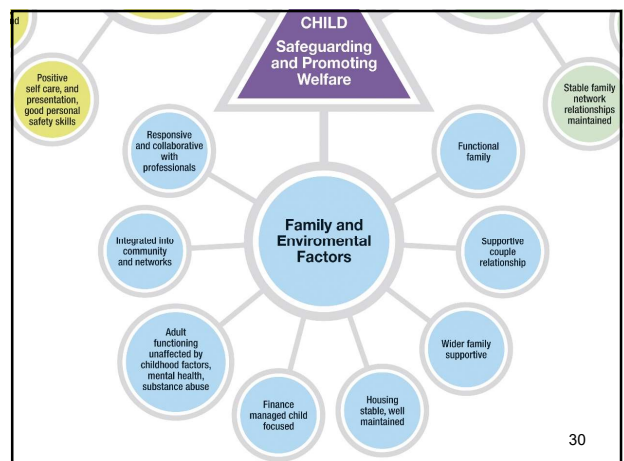 CHILD
Safeguarding
and Promoting
Welfare
Positive
self care, and
presentation,
good personal
safety skills
Stable family
network
relationships
maintained
Responsive
and collaborative
with
professionals
Functional
family
Family and
Enviromental
Factors
Integrated into
community
and networks
Supportive
couple
relationship
Adult
functioning
unaffected by
childhood factors,
mental health,
substance abuse
Wider family
supportive
Finance
managed child
focused
Housing
stable, well
maintained
30